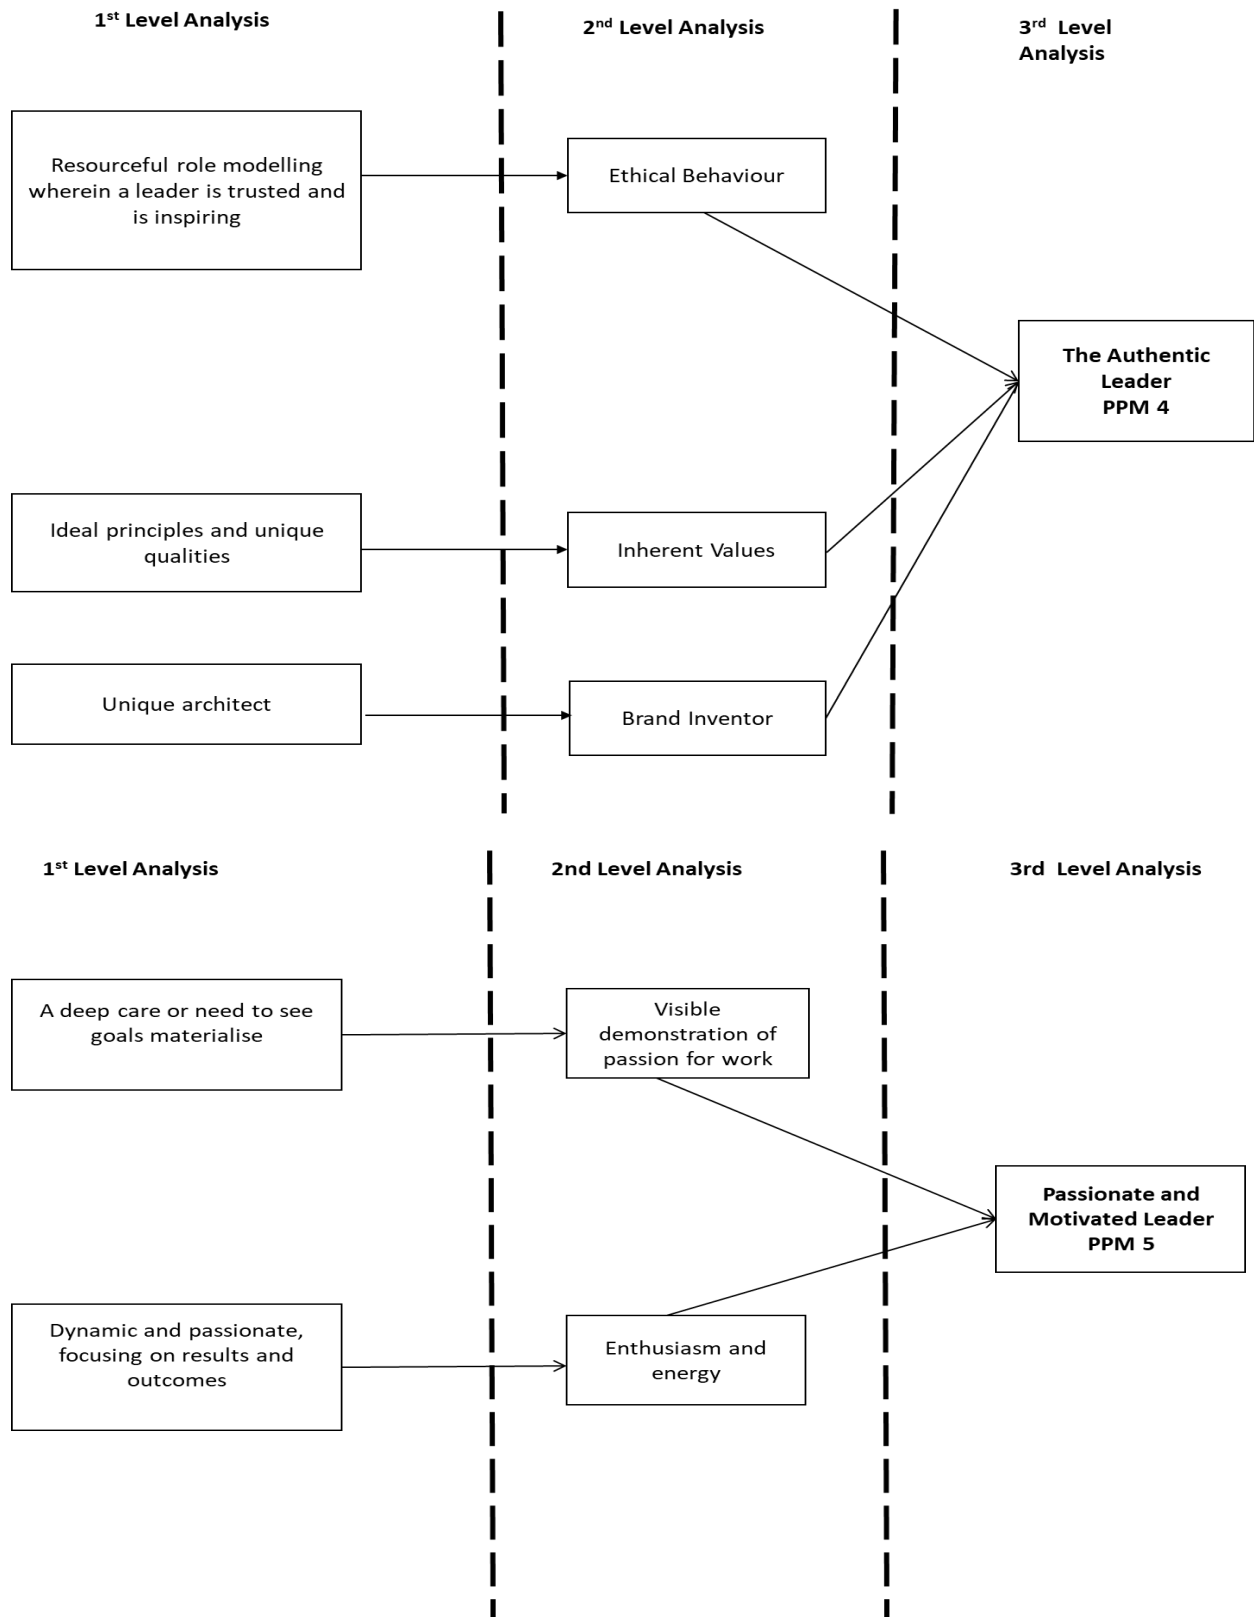 1st Level Analysis
2nd Level Analysis
3rd Level
Analysis
Resourceful role modelling
wherein a leader is trusted and
is inspiring
Ethical Behaviour
The Authentic
Leader
PPM 4
Ideal principles and unique
qualities
Inherent Values
Unique architect
Brand Inventor
1st Level Analysis
2nd Level Analysis
3rd Level Analysis
A deep care or need to see
goals materialise
Visible
demonstration of
passion for work
Passionate and
Motivated Leader
PPM 5
Dynamic and passionate,
focusing on results and
outcomes
Enthusiasm and
energy